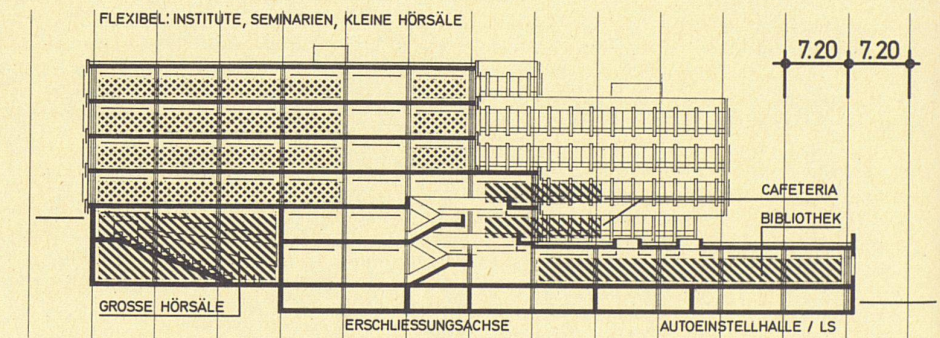 FLEXIBEL: INSTITUTE, SEMINARIEN, KLEINE HÖRSÄLE
7.20 7.20
CAFETERIA
BIBLIOTHEK
GROSSE HÖRSÄLE
ERSCHLIESSUNGSACHSE
AUTOEINSTELLHALLE / LS